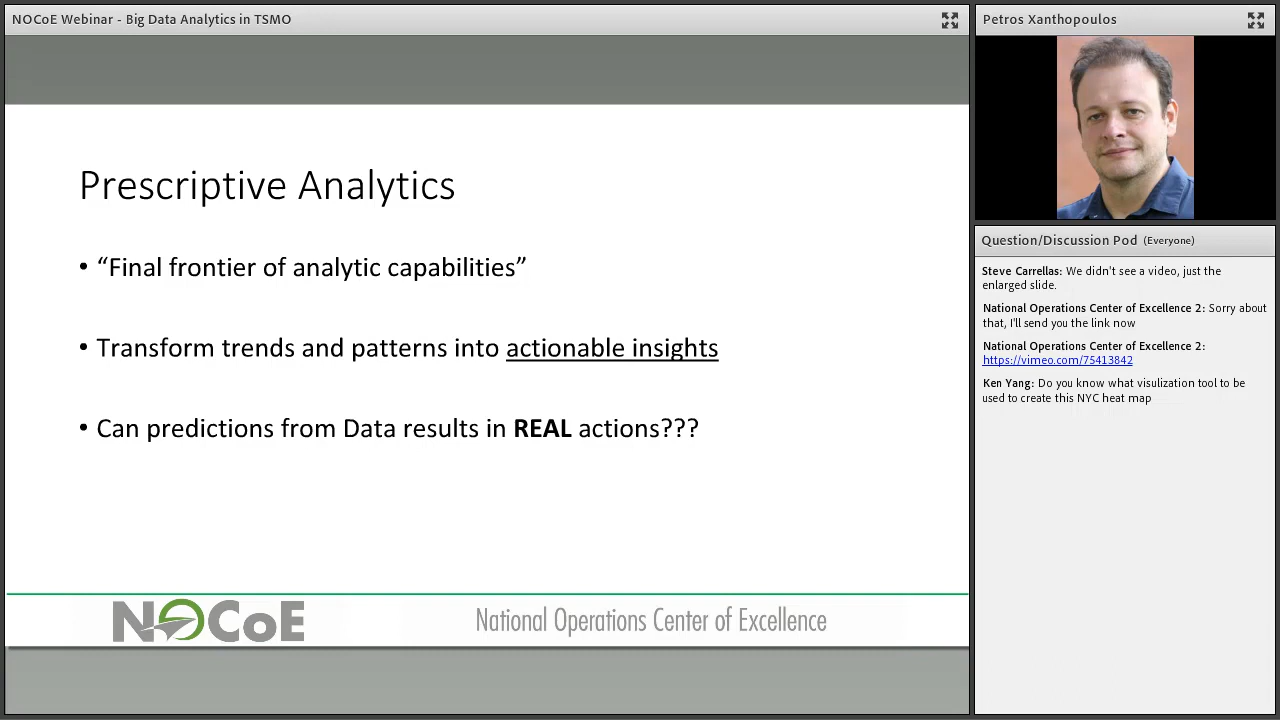 NOCoE Webinar - Big Data Analytics in TSMO
Prescriptive Analytics
• “Final frontier of analytic capabilities”
• Transform trends and patterns into actionable insights
• Can predictions from Data results in REAL actions???
NOCoE
National Operations Center of Excellence
Petros Xanthopoulos
Question/Discussion Pod (Everyone)
Steve Carrellas: We didn't see a video, just the
enlarged slide.
National Operations Center of Excellence 2: Sorry about
that, I'll send you the link now
National Operations Center of Excellence 2:
https://vimeo.com/75413842
Ken Yang: Do you know what visulization tool to be
used to create this NYC heat map